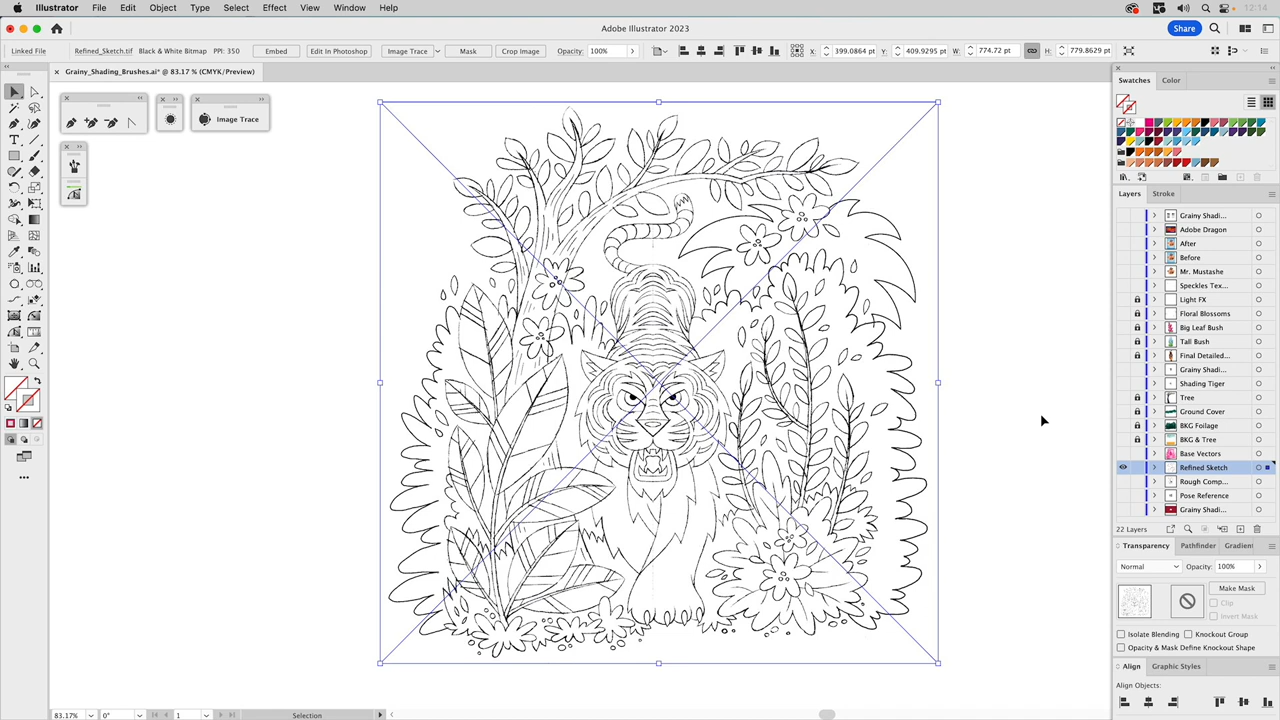 Illustrator File Edit Object Type Select Effect View Window Help 12:14
Adobe Illustrator 2023
Share
Linked File Refined_Sketch.tif Black & White Bitmap PPI: 350 Embed Edit In Photoshop Image Trace Mask Crop Image Opacity: 100% X: 399.0864 pt Y: 409.9295 pt W: 774.72 pt H: 779.8629 pt
Grainy_Shading_Brushes.ai* @ 83.17 % (CMYK/Preview)
Image Trace
Swatches Color
Layers Stroke
Grainy Shadi...
Adobe Dragon
After
Before
Mr. Mustashe
Speckles Tex...
Light FX
Floral Blossoms
Big Leaf Bush
Tall Bush
Final Detailed...
Grainy Shadi...
Shading Tiger
Tree
Ground Cover
BKG Foilage
BKG & Tree
Base Vectors
Refined Sketch
Rough Comp...
Pose Reference
Grainy Shadi...
22 Layers
Transparency Pathfinder Gradient
Normal Opacity: 100%
Make Mask
Clip
Invert Mask
Isolate Blending Knockout Group
Opacity & Mask Define Knockout Shape
Align Graphic Styles
Align Objects:
83.17% 0° 1 Selection